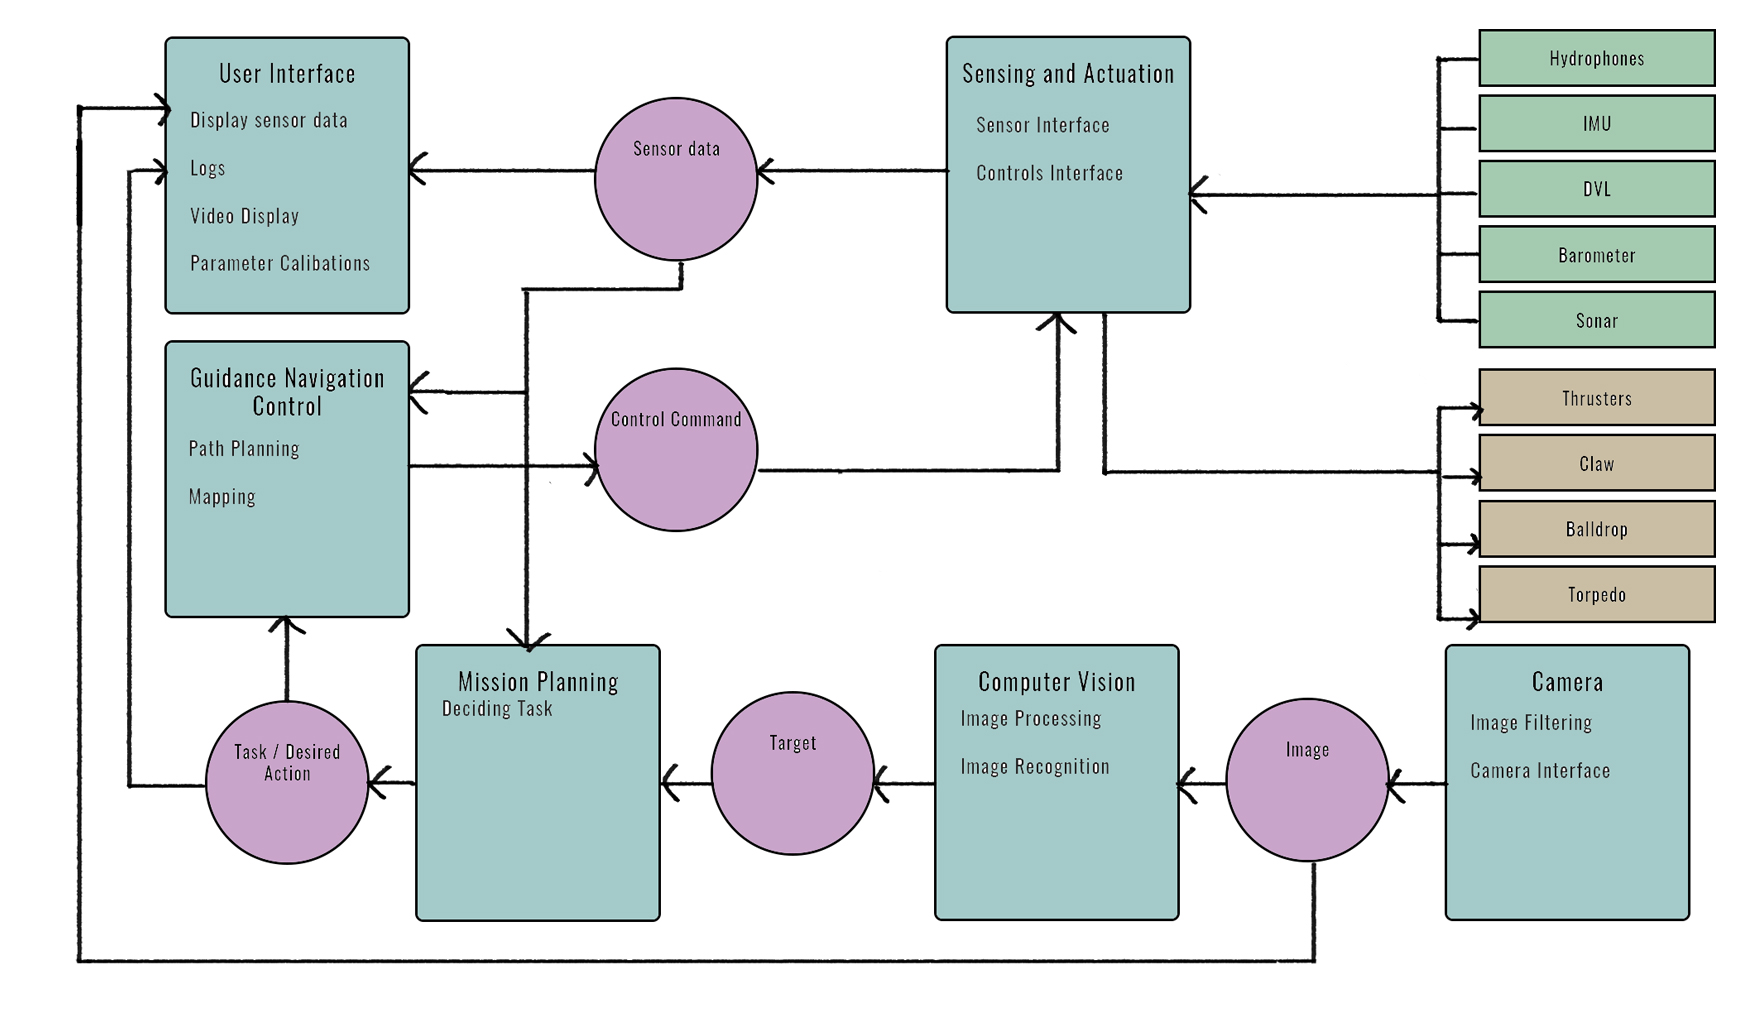 User Interface
Display sensor data
Logs
Video Display
Parameter Calibations
Sensor data
Sensing and Actuation
Sensor Interface
Controls Interface
Hydrophones
IMU
DVL
Barometer
Sonar
Guidance Navigation
Control
Path Planning
Mapping
Control Command
Thrusters
Claw
Balldrop
Torpedo
Task / Desired
Action
Mission Planning
Deciding Task
Target
Computer Vision
Image Processing
Image Recognition
Image
Camera
Image Filtering
Camera Interface